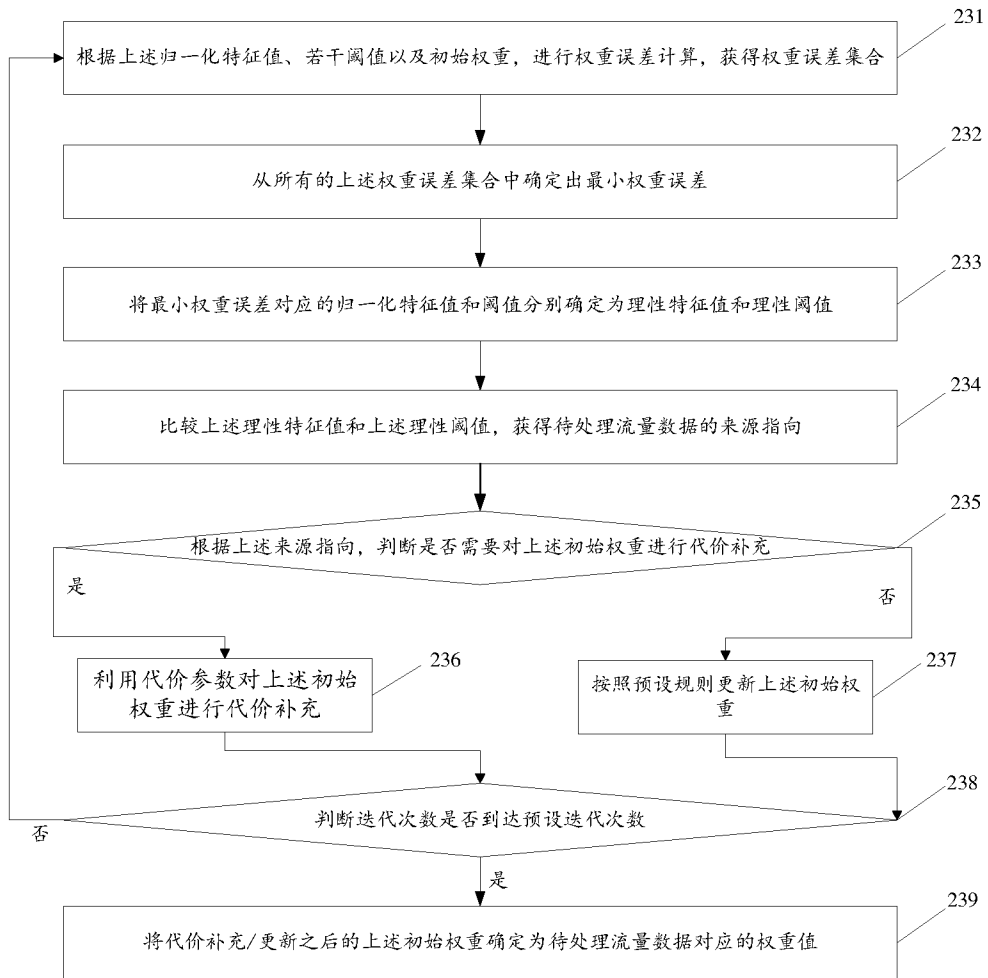 231
根据上述归一化特征值、若干阈值以及初始权重，进行权重误差计算，获得权重误差集合
232
从所有的上述权重误差集合中确定出最小权重误差
233
将最小权重误差对应的归一化特征值和阈值分别确定为理性特征值和理性阈值
234
比较上述理性特征值和上述理性阈值，获得待处理流量数据的来源指向
235
根据上述来源指向，判断是否需要对上述初始权重进行代价补充
是
否
236
利用代价参数对上述初始
权重进行代价补充
237
按照预设规则更新上述初始权
重
238
判断迭代次数是否到达预设迭代次数
否
是
239
将代价补充/更新之后的上述初始权重确定为待处理流量数据对应的权重值